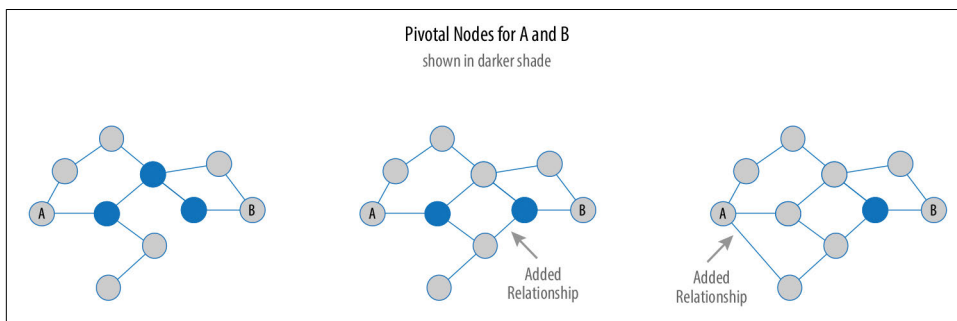 Pivotal Nodes for A and B
shown in darker shade
A
B
Added
Relationship
A
B
Added
Relationship
A
B